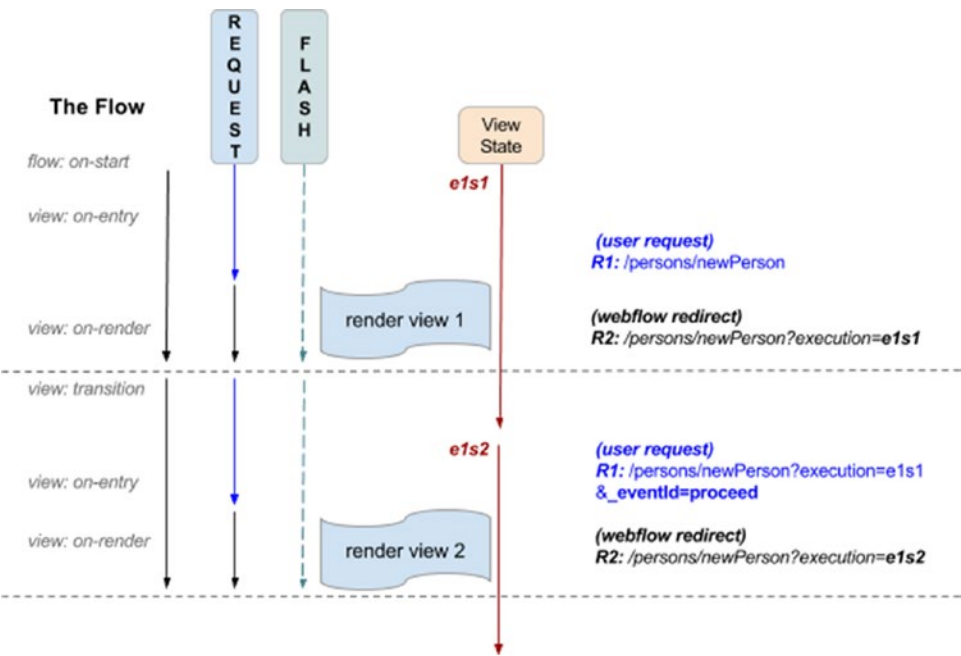 REQUEST
FLASH
The Flow
View
State
flow: on-start
e1s1
view: on-entry
(user request)
R1: /persons/newPerson
render view 1
(webflow redirect)
view: on-render
R2: /persons/newPerson?execution=e1s1
view: transition
e1s2
(user request)
R1: /persons/newPerson?execution=e1s1
view: on-entry
&_eventId=proceed
(webflow redirect)
view: on-render
render view 2
R2: /persons/newPerson?execution=e1s2